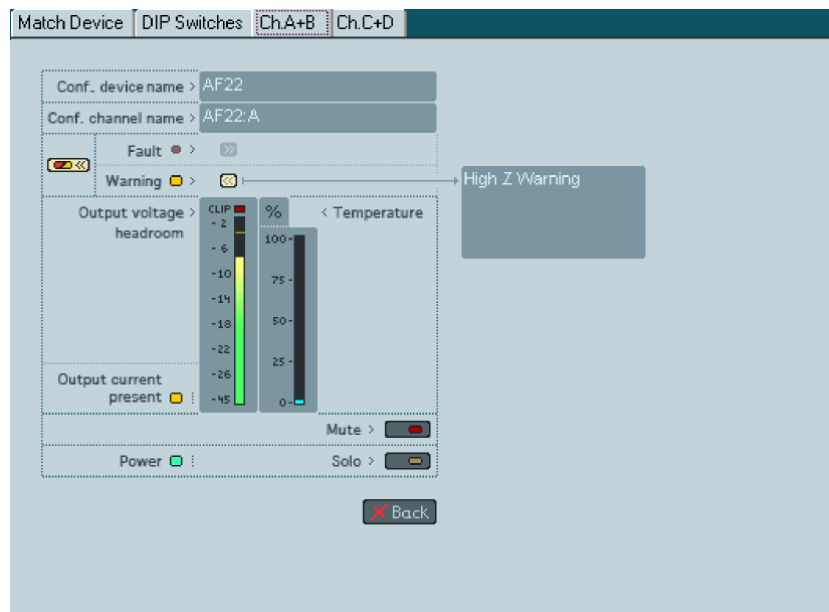 Match Device DIP Switches Ch.A+B Ch.C+D
Conf. device name > AF22
Conf. channel name > AF22:A
Fault >
Warning >
High Z Warning
Output voltage > headroom
CLIP
- 2
- 6
-10
-14
-18
-22
-26
-45
%
100-
75 -
50-
25 -
0-
< Temperature
Output current present
Mute >
Power
Solo >
Back